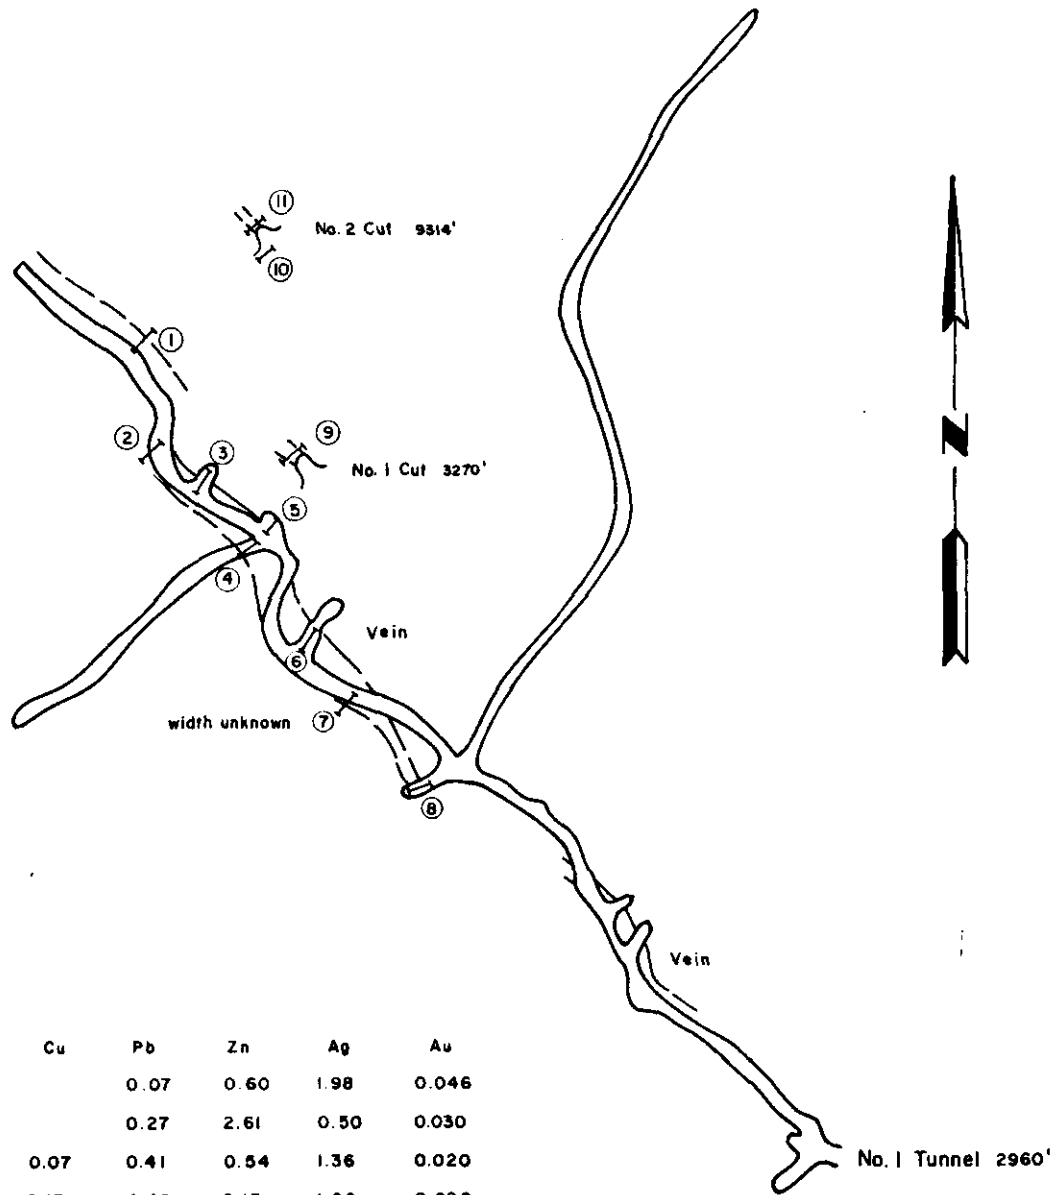 11
No. 2 Cut 9314'
10
1
2
3
9
No. 1 Cut 3270'
N
5
4
Vein
6
width unknown
7
8
Vein
Cu Pb Zn Ag Au
0.07 0.60 1.98 0.046
0.27 2.61 0.50 0.030
0.07 0.41 0.54 1.36 0.020
No. 1 Tunnel 2960'